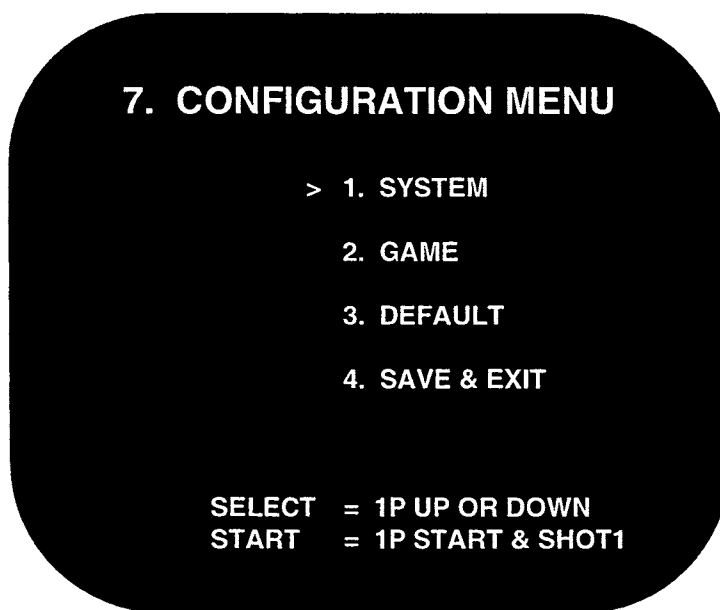 7. CONFIGURATION MENU
> 1. SYSTEM
2. GAME
3. DEFAULT
4. SAVE & EXIT
SELECT = 1P UP OR DOWN
START = 1P START & SHOT1